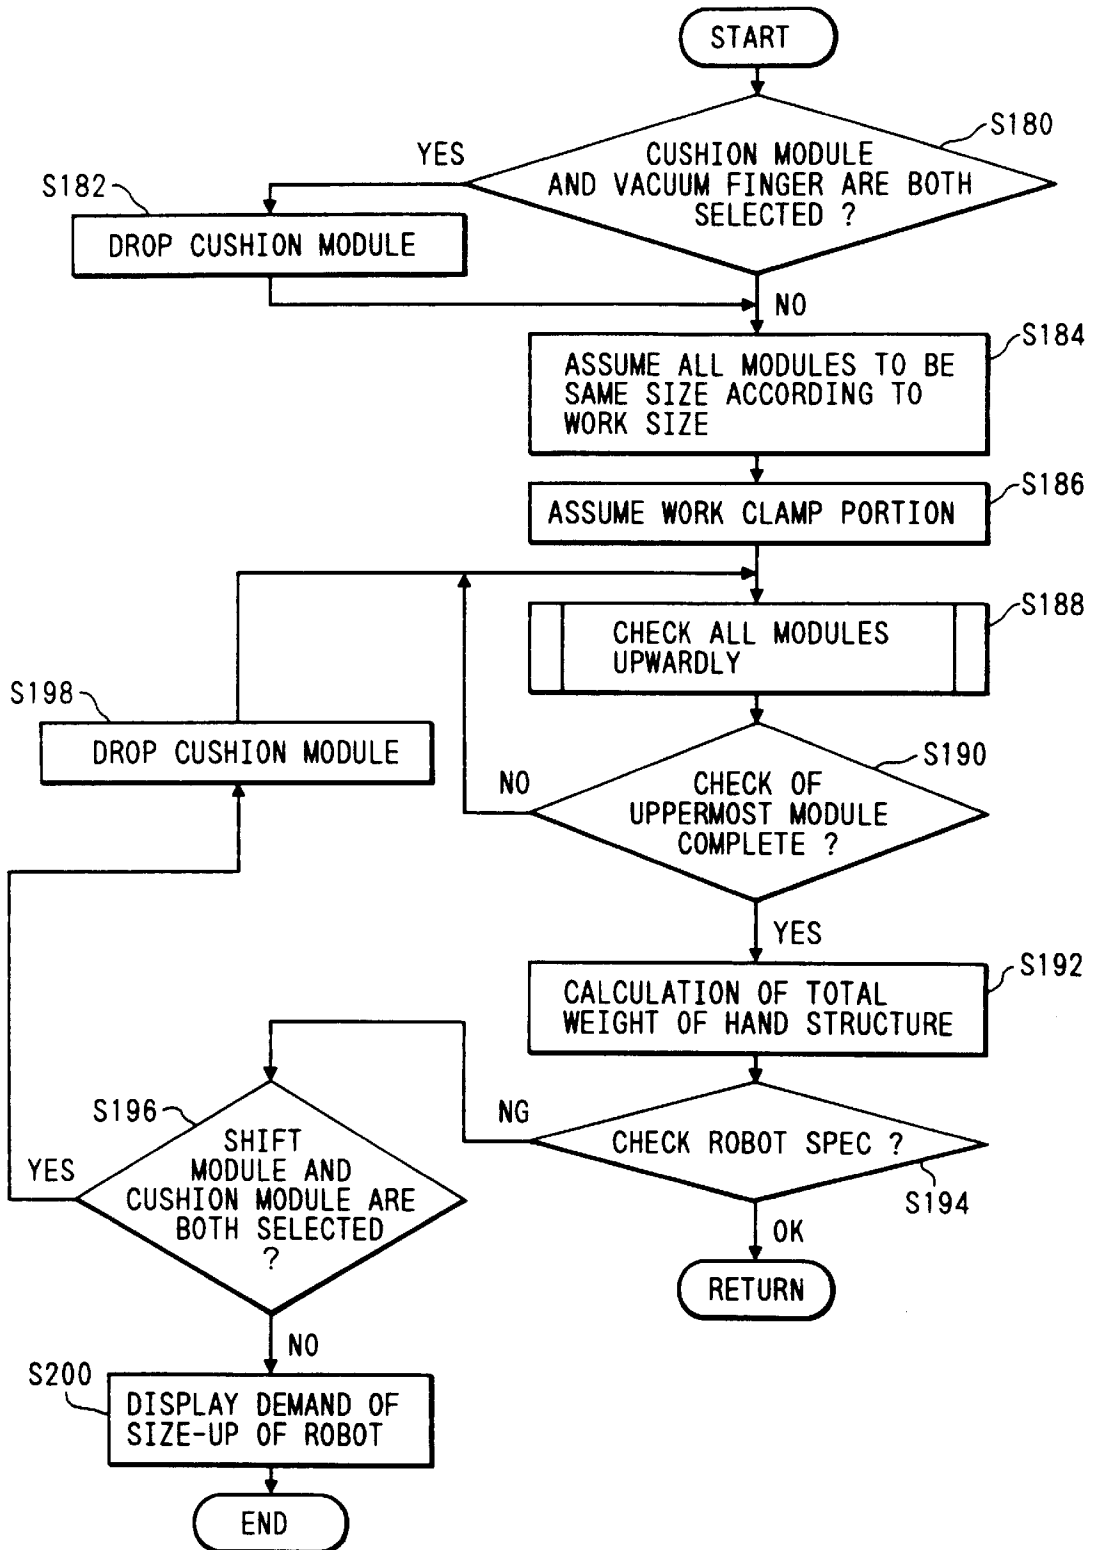 START
S180
YES
CUSHION MODULE
AND VACUUM FINGER ARE BOTH
SELECTED ?
S182
DROP CUSHION MODULE
NO
S184
ASSUME ALL MODULES TO BE
SAME SIZE ACCORDING TO
WORK SIZE
S186
ASSUME WORK CLAMP PORTION
S188
CHECK ALL MODULES
UPWARDLY
S198
DROP CUSHION MODULE
S190
NO
CHECK OF
UPPERMOST MODULE
COMPLETE ?
YES
S192
CALCULATION OF TOTAL
WEIGHT OF HAND STRUCTURE
S196
NG
CHECK ROBOT SPEC ?
S194
YES
SHIFT
MODULE AND
CUSHION MODULE ARE
BOTH SELECTED
?
OK
RETURN
NO
S200
DISPLAY DEMAND OF
SIZE-UP OF ROBOT
END